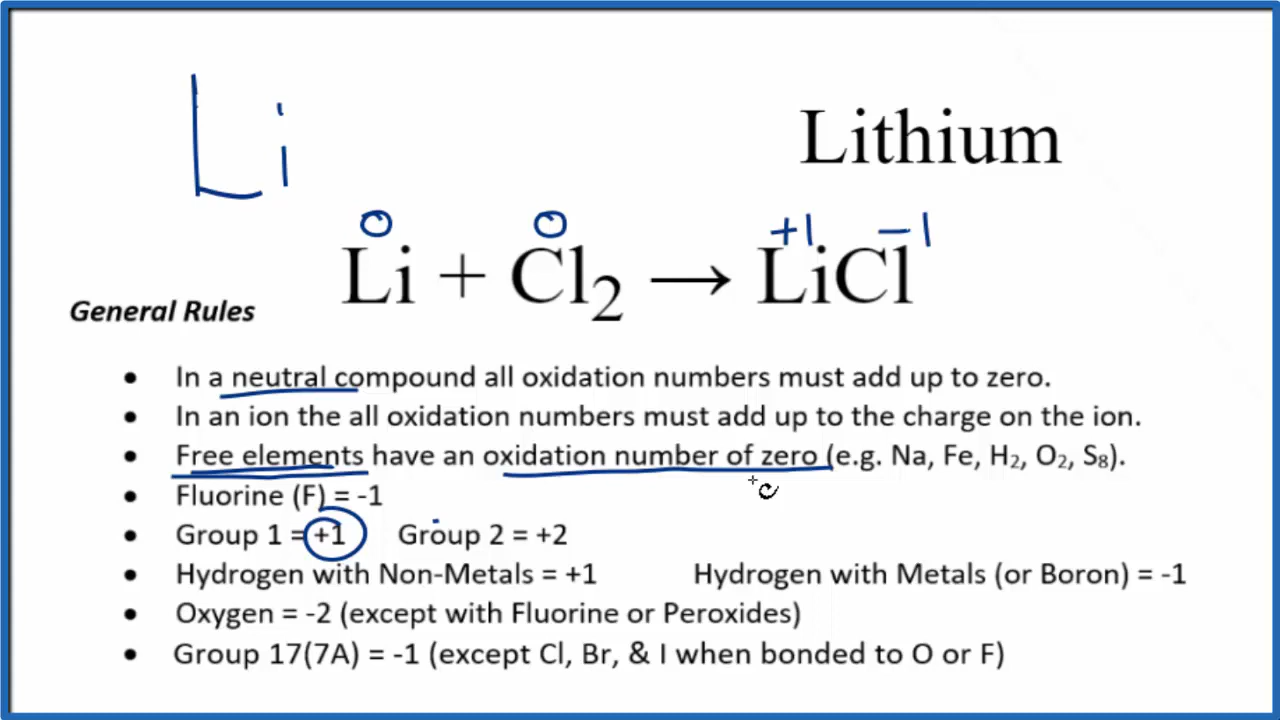 Li
Lithium
0 0 +1 -1
Li + Cl₂ → LiCl
General Rules
• In a neutral compound all oxidation numbers must add up to zero.
• In an ion the all oxidation numbers must add up to the charge on the ion.
• Free elements have an oxidation number of zero (e.g. Na, Fe, H₂, O₂, S₈).
• Fluorine (F) = -1
• Group 1 = +1 Group 2 = +2
• Hydrogen with Non-Metals = +1 Hydrogen with Metals (or Boron) = -1
• Oxygen = -2 (except with Fluorine or Peroxides)
• Group 17(7A) = -1 (except Cl, Br, & I when bonded to O or F)